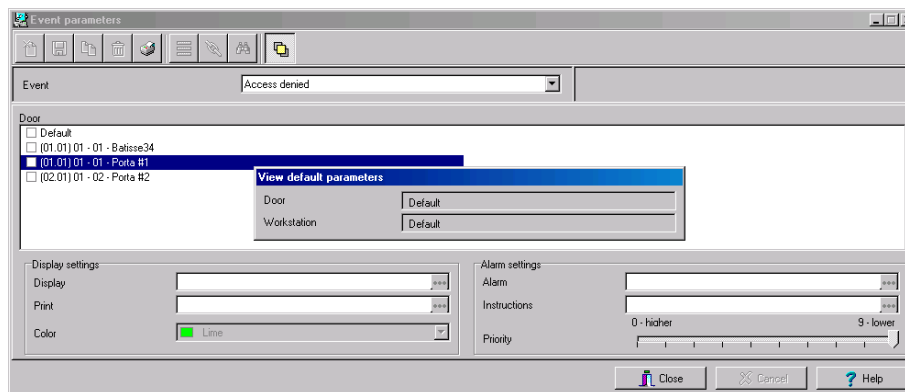 Event parameters
Event
Access denied
Door
Default
(01.01) 01 - 01 - Batisse34
(01.01) 01 - 01 - Porta #1
(02.01) 01 - 02 - Porta #2
View default parameters
Door
Default
Workstation
Default
Display settings
Display
Print
Color
Lime
Alarm settings
Alarm
Instructions
0 - higher
9 - lower
Priority
Close
Cancel
Help